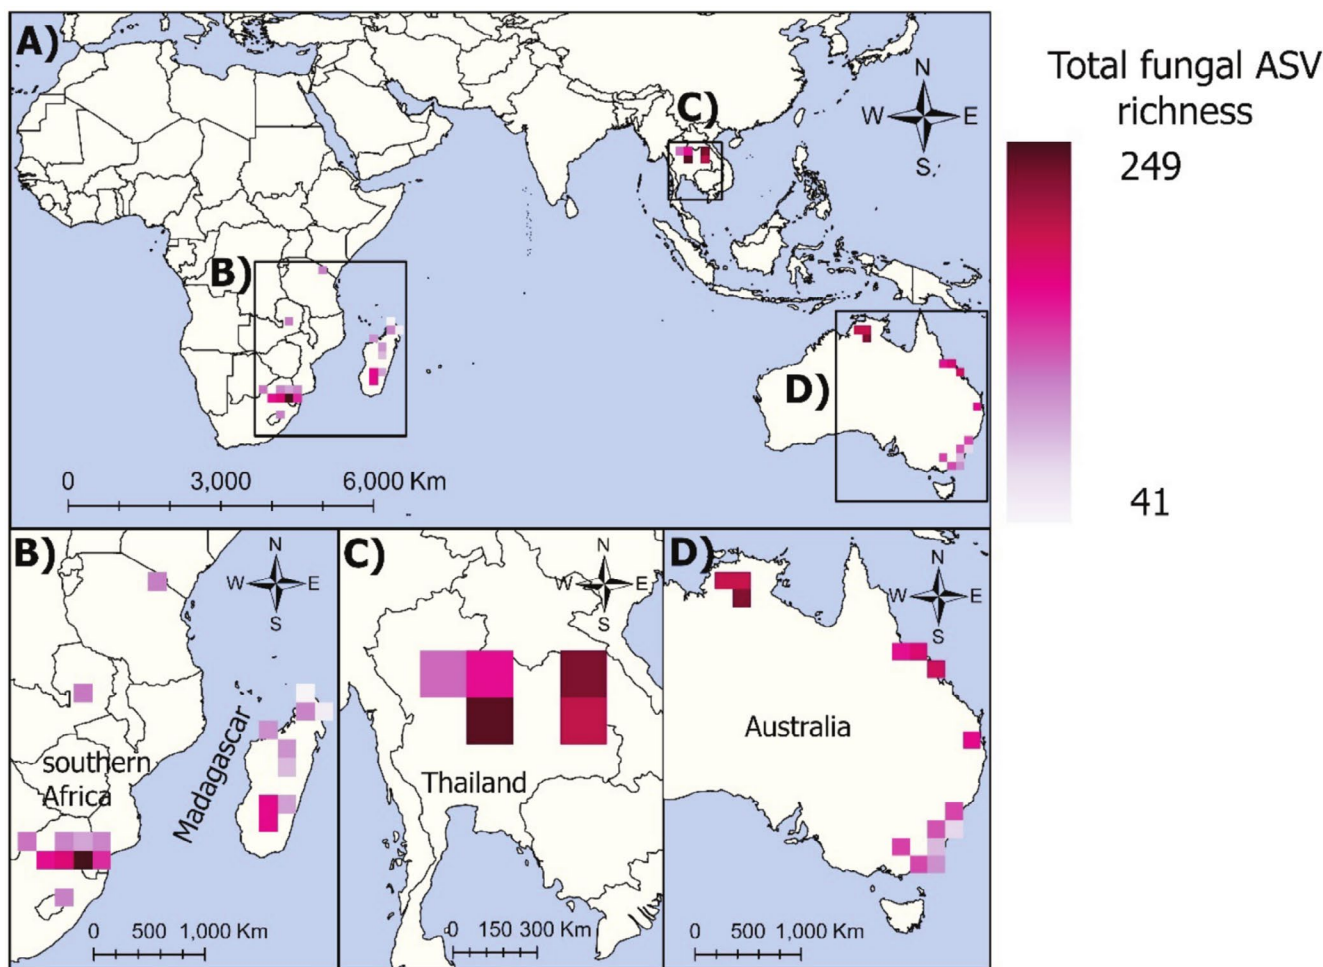 A)
Total fungal ASV
richness
N
C)
W E
S
249
B)
D)
0 3,000 6,000 Km
41
B)
N
W E
S
southern
Africa
Madagascar
0 500 1,000 Km
C)
N
W E
S
Thailand
0 150 300 Km
D)
N
W E
S
Australia
0 500 1,000 Km